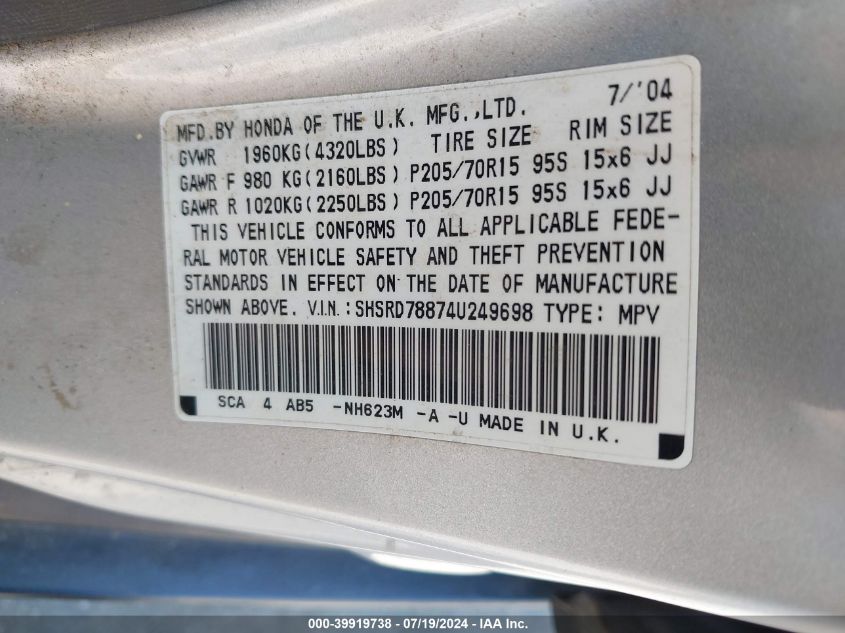 7/'04
MFD.BY HONDA OF THE U.K. MFG.,LTD.
GVWR 1960KG(4320LBS) TIRE SIZE RIM SIZE
GAWR F 980 KG(2160LBS) P205/70R15 95S 15x6 JJ
GAWR R 1020KG(2250LBS) P205/70R15 95S 15x6 JJ
THIS VEHICLE CONFORMS TO ALL APPLICABLE FEDE-
RAL MOTOR VEHICLE SAFETY AND THEFT PREVENTION
STANDARDS IN EFFECT ON THE DATE OF MANUFACTURE
SHOWN ABOVE. V.I.N.:SHSRD78874U249698 TYPE: MPV
SCA 4 AB5 -NH623M -A -U MADE IN U.K.
000-39919738 - 07/19/2024 - IAA Inc.